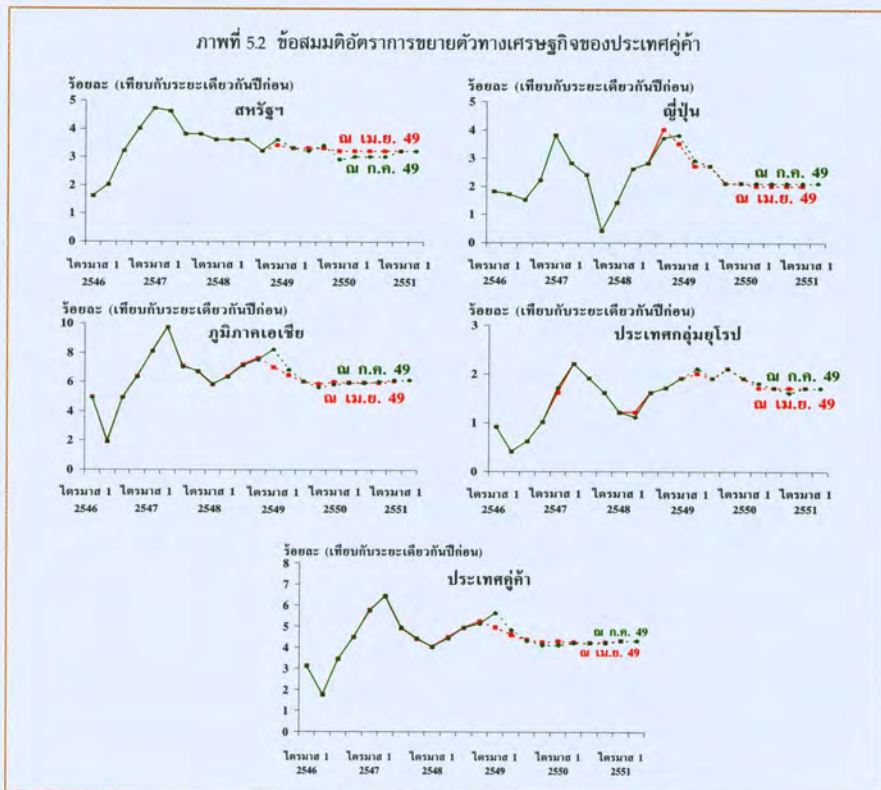 ภาพที่ 5.2 ข้อสมมติอัตราการขยายตัวทางเศรษฐกิจของประเทศคู่ค้า
ร้อยละ (เทียบกับระยะเดียวกันปีก่อน)
สหรัฐฯ
5
4
3
2
1
0
ณ เม.ย. 49
ณ ก.ค. 49
ไตรมาส 1 ไตรมาส 1 ไตรมาส 1 ไตรมาส 1 ไตรมาส 1 ไตรมาส 1
2546 2547 2548 2549 2550 2551
ร้อยละ (เทียบกับระยะเดียวกันปีก่อน)
ญี่ปุ่น
5
4
3
2
1
0
ณ ก.ค. 49
ณ เม.ย. 49
ไตรมาส 1 ไตรมาส 1 ไตรมาส 1 ไตรมาส 1 ไตรมาส 1 ไตรมาส 1
2546 2547 2548 2549 2550 2551
ร้อยละ (เทียบกับระยะเดียวกันปีก่อน)
ภูมิภาคเอเชีย
10
8
6
4
2
0
ณ ก.ค. 49
ณ เม.ย. 49
ไตรมาส 1 ไตรมาส 1 ไตรมาส 1 ไตรมาส 1 ไตรมาส 1 ไตรมาส 1
2546 2547 2548 2549 2550 2551
ร้อยละ (เทียบกับระยะเดียวกันปีก่อน)
ประเทศกลุ่มยุโรป
3
2
1
0
ณ ก.ค. 49
ณ เม.ย. 49
ไตรมาส 1 ไตรมาส 1 ไตรมาส 1 ไตรมาส 1 ไตรมาส 1 ไตรมาส 1
2546 2547 2548 2549 2550 2551
ร้อยละ (เทียบกับระยะเดียวกันปีก่อน)
ประเทศคู่ค้า
8
7
6
5
4
3
2
1
0
ณ ก.ค. 49
ณ เม.ย. 49
ไตรมาส 1 ไตรมาส 1 ไตรมาส 1 ไตรมาส 1 ไตรมาส 1 ไตรมาส 1
2546 2547 2548 2549 2550 2551